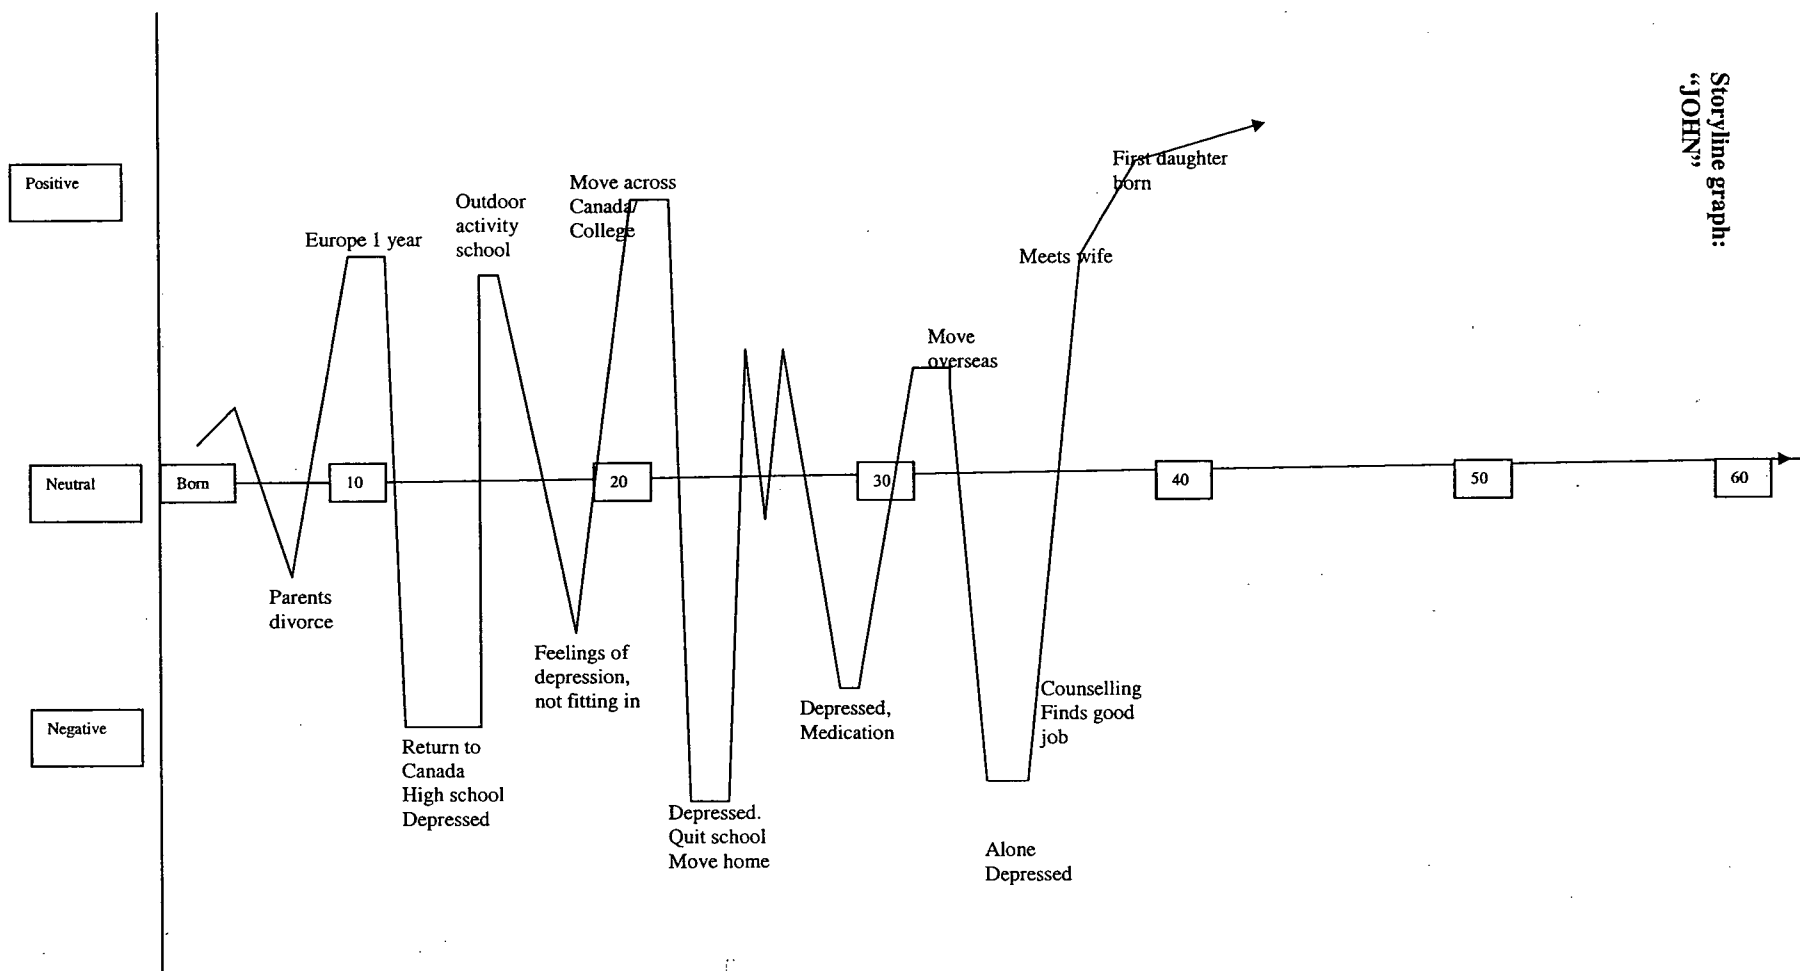 Storyline graph:
“JOHN”
Positive
Neutral
Negative
Born
10
20
30
40
50
60
Parents
divorce
Europe 1 year
Return to
Canada
High school
Depressed
Outdoor
activity
school
Feelings of
depression,
not fitting in
Move across
Canada/
College
Depressed.
Quit school
Move home
Depressed,
Medication
Move
overseas
Alone
Depressed
Counselling
Finds good
job
Meets wife
First daughter
born